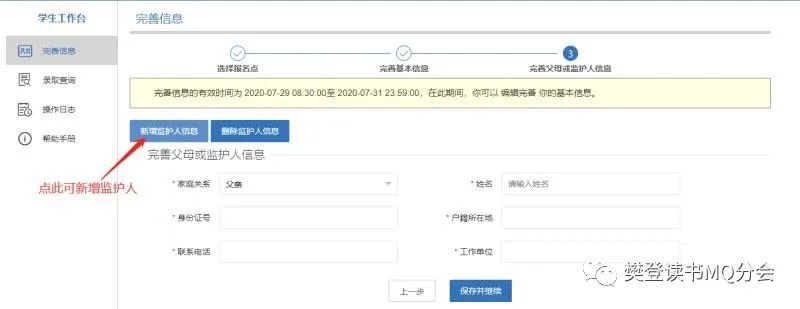 学生工作台
完善信息
录取查询
操作日志
帮助手册
完善信息
3
选择报名点
完善基本信息
完善父母或监护人信息
完善信息的有效时间为 2020-07-29 08:30:00至 2020-07-31 23:59:00，在此期间，你可以 编辑完善 你的基本信息。
新增监护人信息 删除监护人信息
完善父母或监护人信息
点此可新增监护人
* 家庭关系 父亲 * 姓名 请输入姓名
* 身份证号 * 户籍所在地
* 联系电话 * 工作单位
上一步 保存并继续
樊登读书MQ分会